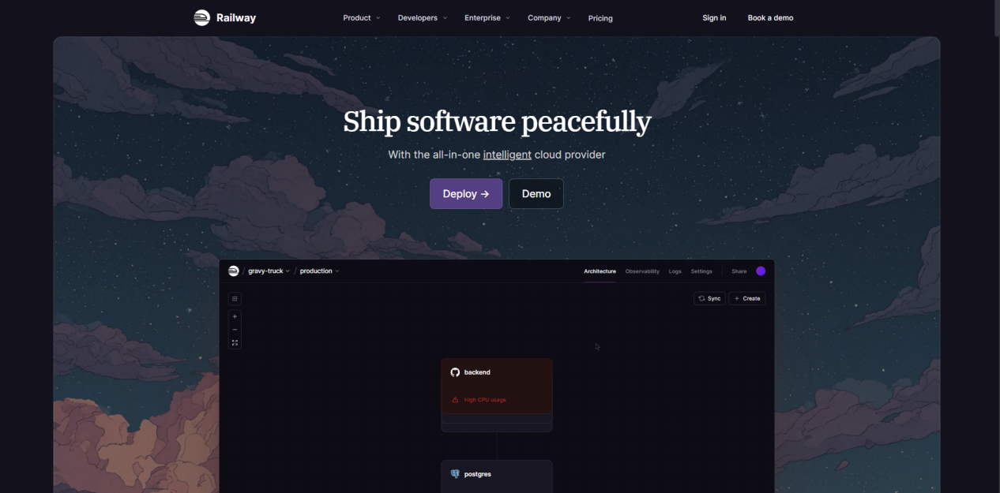 Railway
Product Developers Enterprise Company Pricing
Sign in Book a demo
Ship software peacefully
With the all-in-one intelligent cloud provider
Deploy → Demo
/ gravy-truck / production
Architecture Observability Logs Settings Share
Sync + Create
backend
High CPU usage
postgres